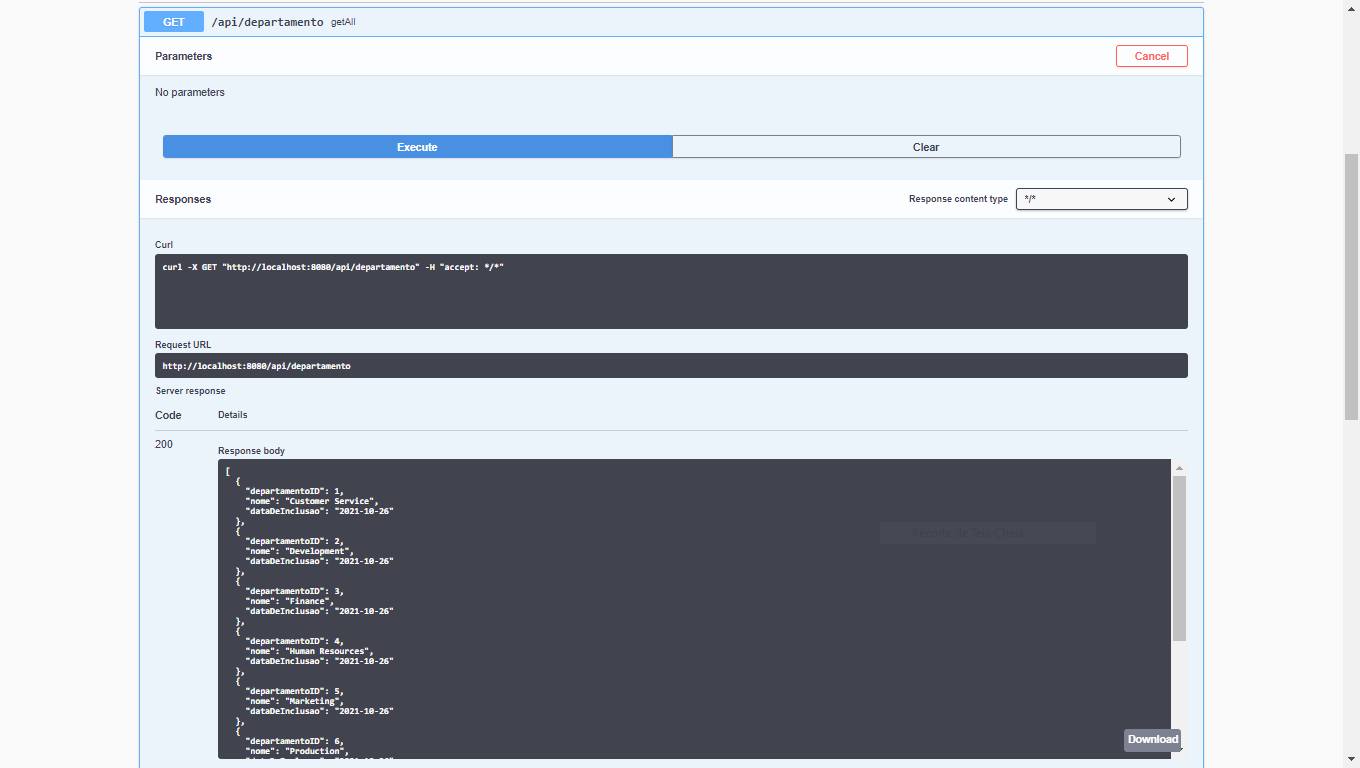 GET /api/departamento getAll
Parameters Cancel
No parameters
Execute Clear
Responses Response content type */*
Curl
curl -X GET "http://localhost:8080/api/departamento" -H "accept: */*"
Request URL
http://localhost:8080/api/departamento
Server response
Code Details
200
Response body
[
{
"departamentoID": 1,
"nome": "Customer Service",
"dataDeInclusao": "2021-10-26"
},
{
"departamentoID": 2,
"nome": "Development",
"dataDeInclusao": "2021-10-26"
},
{
"departamentoID": 3,
"nome": "Finance",
"dataDeInclusao": "2021-10-26"
},
{
"departamentoID": 4,
"nome": "Human Resources",
"dataDeInclusao": "2021-10-26"
},
{
"departamentoID": 5,
"nome": "Marketing",
"dataDeInclusao": "2021-10-26"
},
{
"departamentoID": 6,
"nome": "Production",
Recorte de Tela Cheia
Download